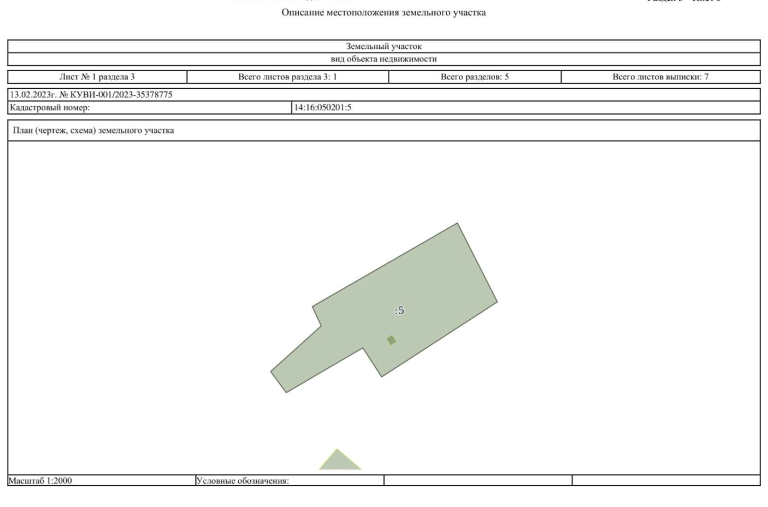 Описание местоположения земельного участка
Земельный участок
вид объекта недвижимости
Лист № 1 раздела 3 Всего листов раздела 3: 1 Всего разделов: 5 Всего листов выписки: 7
13.02.2023г. № КУВИ-001/2023-35378775
Кадастровый номер: 14:16:050201:5
План (чертеж, схема) земельного участка
:5
Масштаб 1:2000 Условные обозначения: